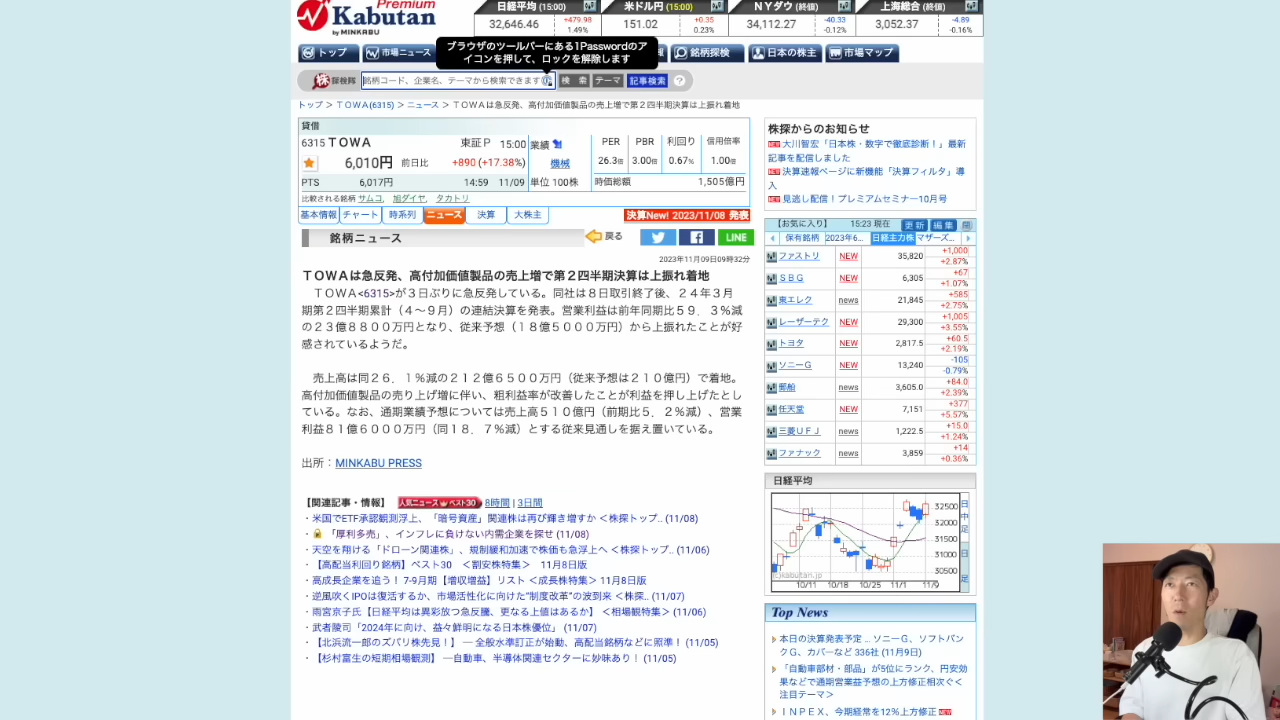 Premium
Kabutan
by MINKABU
日経平均 (15:00)
32,646.46
+479.98
1.49%
米ドル円 (15:00)
151.02
+0.35
0.23%
ＮＹダウ (終値)
34,112.27
-40.33
-0.12%
上海総合 (終値)
3,052.37
-4.89
-0.16%
トップ
市場ニュース
銘柄探検
日本の株主
市場マップ
ブラウザのツールバーにある1Passwordのア
イコンを押して、ロックを解除します
株探検隊
銘柄コード、企業名、テーマから検索できます
検 索
テーマ
記事検索
?
トップ ＞ ＴＯＷＡ(6315) ＞ ニュース ＞ ＴＯＷＡは急反発、高付加価値製品の売上増で第２四半期決算は上振れ着地
貸借
6315 ＴＯＷＡ
東証Ｐ 15:00
業績
6,010円
前日比
+890 (+17.38%)
機械
PTS
6,017円
14:59 11/09
単位 100株
PER
PBR
利回り
信用倍率
26.3倍
3.00倍
0.67％
1.00倍
時価総額
1,505億円
比較される銘柄 サムコ, 旭ダイヤ, タカトリ
基本情報
チャート
時系列
ニュース
決算
大株主
決算New! 2023/11/08 発表
銘柄ニュース
戻る
LINE
2023年11月09日09時32分
ＴＯＷＡは急反発、高付加価値製品の売上増で第２四半期決算は上振れ着地
ＴＯＷＡ<6315>が３日ぶりに急反発している。同社は８日取引終了後、２４年３月
期第２四半期累計（４～９月）の連結決算を発表。営業利益は前年同期比５９．３％減
の２３億８８００万円となり、従来予想（１８億５０００万円）から上振れたことが好
感されているようだ。
売上高は同２６．１％減の２１２億６５００万円（従来予想は２１０億円）で着地。
高付加価値製品の売り上げ増に伴い、粗利益率が改善したことが利益を押し上げたとし
ている。なお、通期業績予想については売上高５１０億円（前期比５．２％減）、営業
利益８１億６０００万円（同１８．７％減）とする従来見通しを据え置いている。
出所：MINKABU PRESS
【関連記事・情報】
人気ニュース ベスト30
8時間 | 3日間
・米国でETF承認観測浮上、「暗号資産」関連株は再び輝き増すか ＜株探トップ.. (11/08)
・「厚利多売」、インフレに負けない内需企業を探せ (11/08)
・天空を翔ける「ドローン関連株」、規制緩和加速で株価も急浮上へ ＜株探トップ.. (11/06)
・【高配当利回り銘柄】ベスト30 ＜割安株特集＞ 11月8日版
・高成長企業を追う！ 7-9月期【増収増益】リスト ＜成長株特集＞ 11月8日版
・逆風吹くIPOは復活するか、市場活性化に向けた“制度改革”の波到来 ＜株探.. (11/07)
・雨宮京子氏【日経平均は異彩放つ急反騰、更なる上値はあるか】 ＜相場観特集＞ (11/06)
・武者陵司「2024年に向け、益々鮮明になる日本株優位」 (11/07)
・【北浜流一郎のズバリ株先見！】 ─ 全般水準訂正が始動、高配当銘柄などに照準！ (11/05)
・【杉村富生の短期相場観測】 ─自動車、半導体関連セクターに妙味あり！ (11/05)
株探からのお知らせ
NEW 大川智宏「日本株・数字で徹底診断！」最新
記事を配信しました
NEW 決算速報ページに新機能「決算フィルタ」導
入
NEW 見逃し配信！プレミアムセミナー10月号
【お気に入り】
15:23 現在
更 新
編 集
保有銘柄
2023年6...
日経主力株
マザーズ...
ファストリ NEW 35,820 +1,000 +2.87%
ＳＢＧ NEW 6,305 +67 +1.07%
東エレク news 21,845 +585 +2.75%
レーザーテク NEW 29,300 +1,005 +3.55%
トヨタ NEW 2,817.5 +60.5 +2.19%
ソニーＧ NEW 13,240 -105 -0.79%
郵船 news 3,605.0 +84.0 +2.39%
任天堂 NEW 7,151 +377 +5.57%
三菱ＵＦＪ news 1,222.5 +15.0 +1.24%
ファナック news 3,859 +14 +0.36%
日経平均
32500
32000
31500
31000
30500
(c)kabutan.jp
10/11
10/18
10/25
11/1
11/9
日
中
足
日
足
Top News
本日の決算発表予定 … ソニーＧ、ソフトバン
クＧ、カバーなど 336社 (11月9日)
「自動車部材・部品」が5位にランク、円安効
果などで通期営業益予想の上方修正相次ぐ＜
注目テーマ＞
ＩＮＰＥＸ、今期経常を12％上方修正 NEW